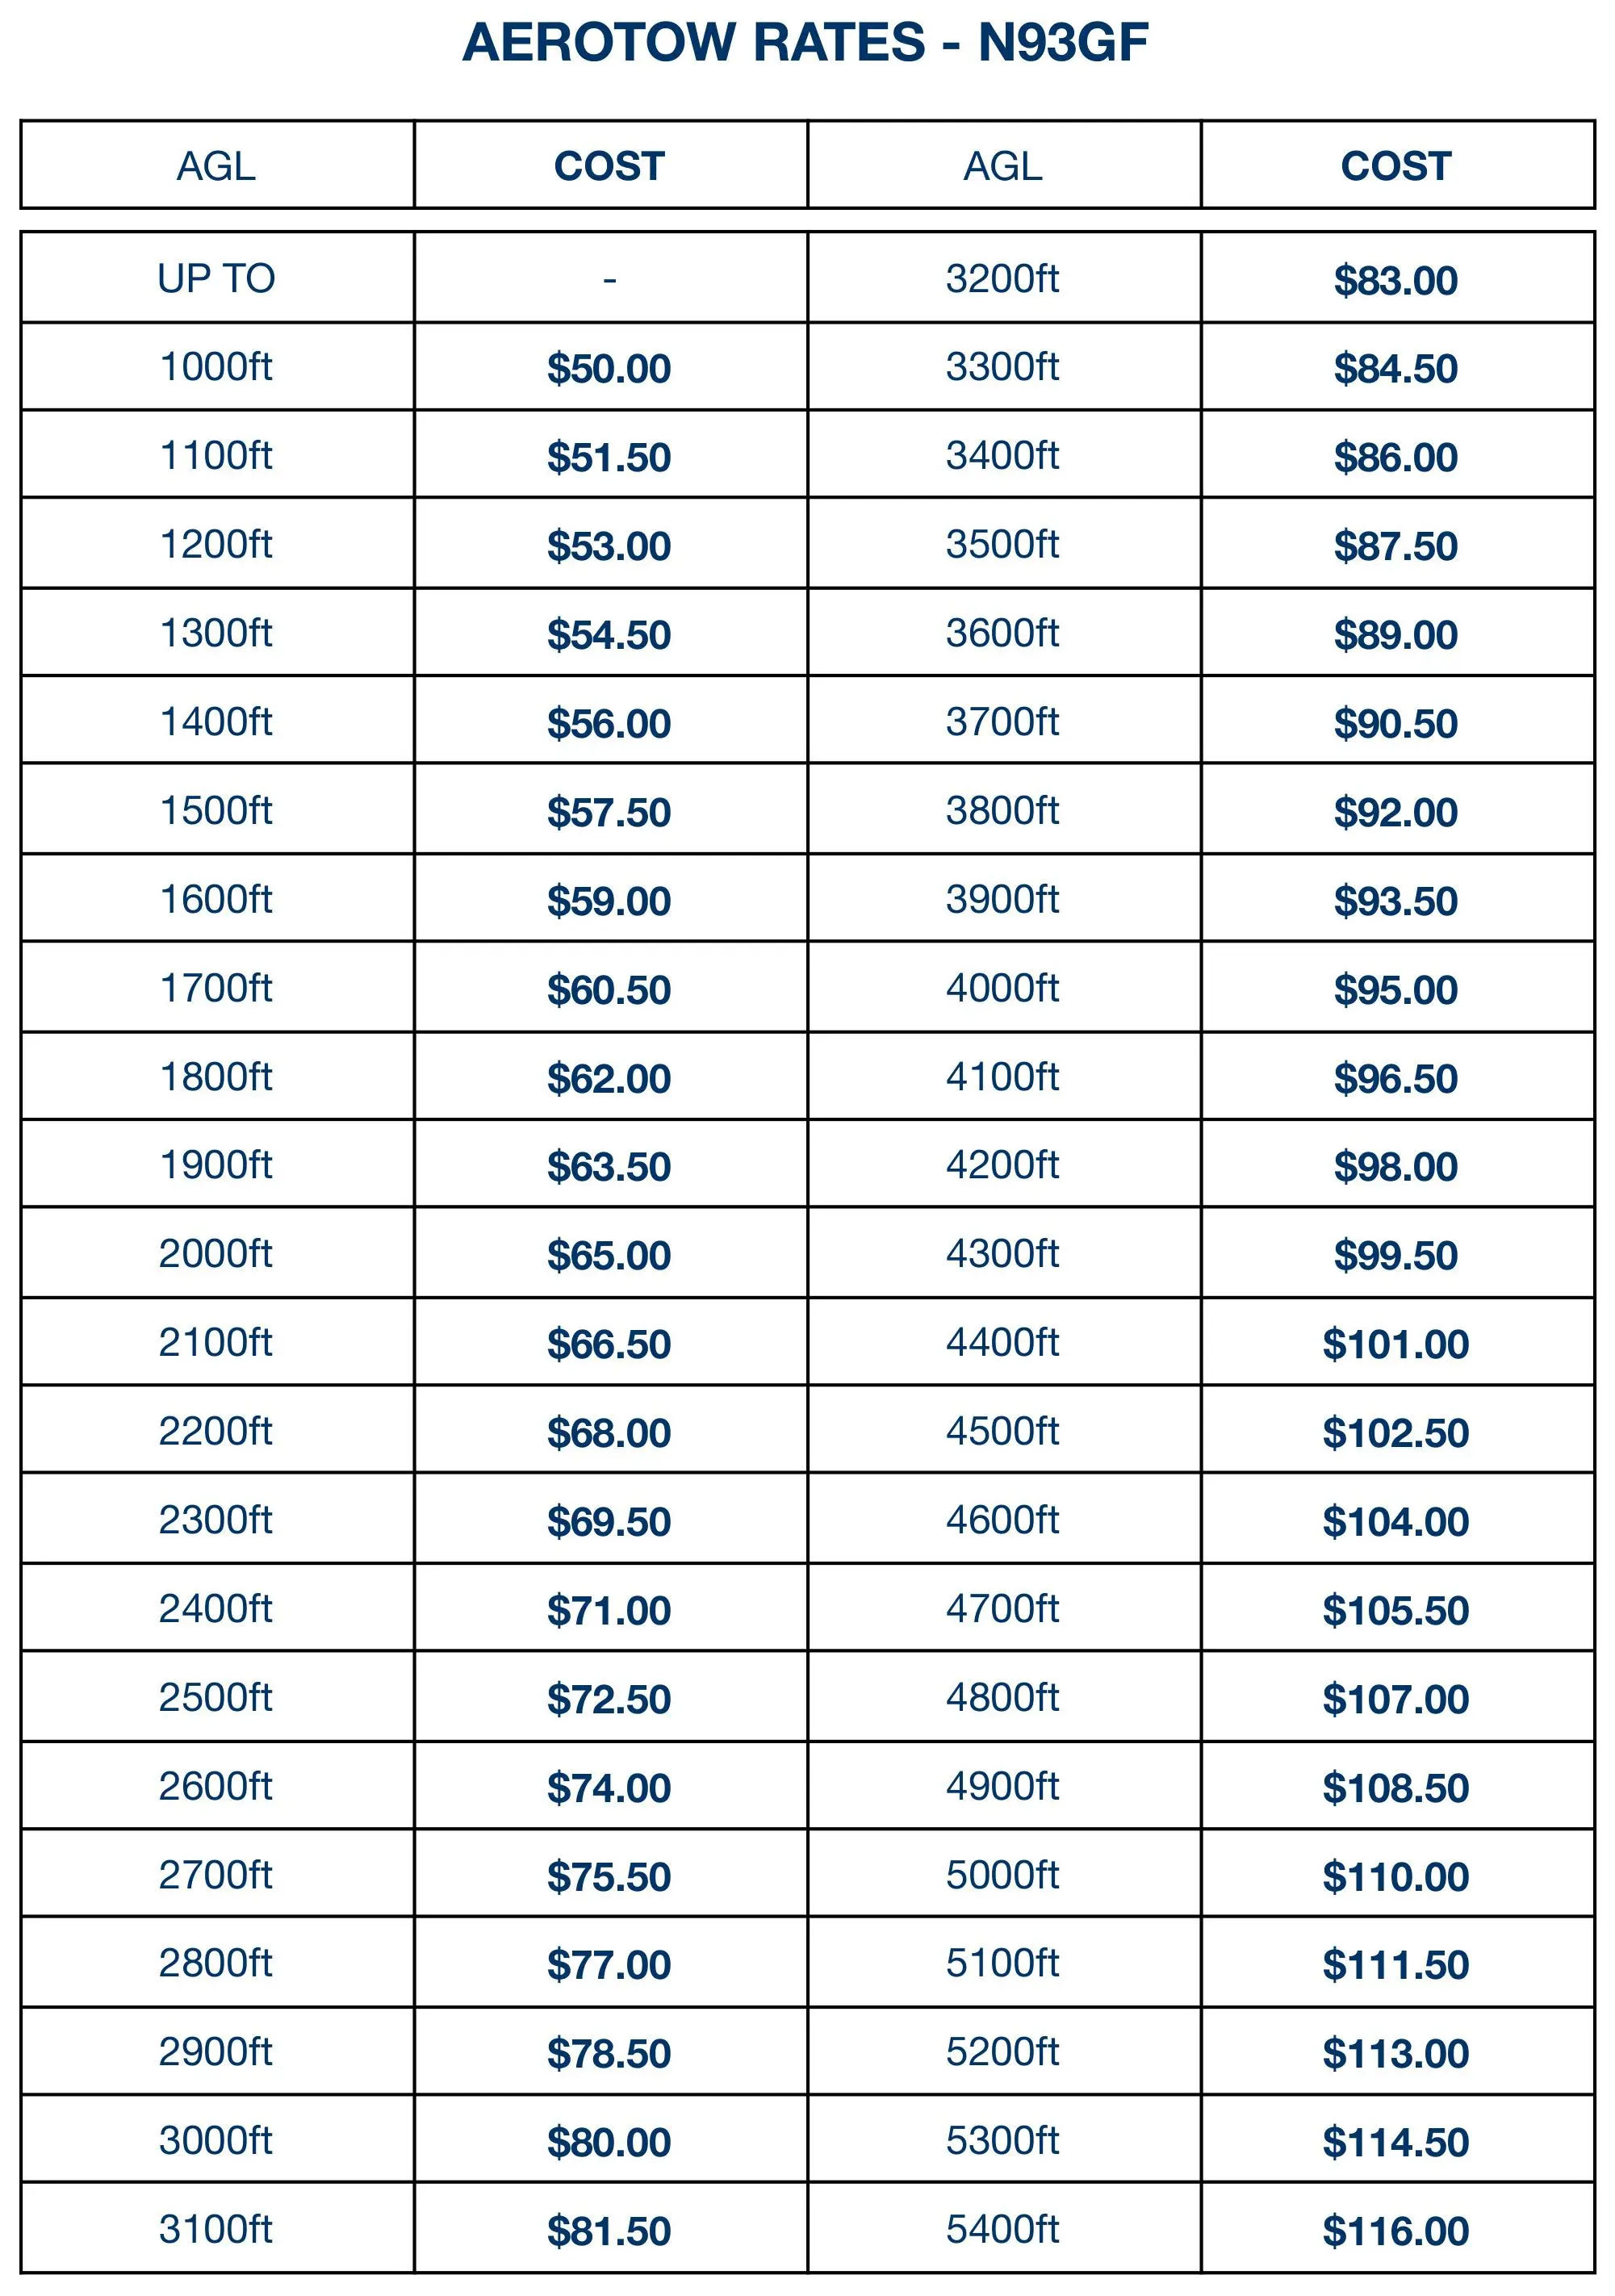 AEROTOW RATES - N93GF
AGL COST AGL COST
UP TO - 3200ft $83.00
1000ft $50.00 3300ft $84.50
1100ft $51.50 3400ft $86.00
1200ft $53.00 3500ft $87.50
1300ft $54.50 3600ft $89.00
1400ft $56.00 3700ft $90.50
1500ft $57.50 3800ft $92.00
1600ft $59.00 3900ft $93.50
1700ft $60.50 4000ft $95.00
1800ft $62.00 4100ft $96.50
1900ft $63.50 4200ft $98.00
2000ft $65.00 4300ft $99.50
2100ft $66.50 4400ft $101.00
2200ft $68.00 4500ft $102.50
2300ft $69.50 4600ft $104.00
2400ft $71.00 4700ft $105.50
2500ft $72.50 4800ft $107.00
2600ft $74.00 4900ft $108.50
2700ft $75.50 5000ft $110.00
2800ft $77.00 5100ft $111.50
2900ft $78.50 5200ft $113.00
3000ft $80.00 5300ft $114.50
3100ft $81.50 5400ft $116.00